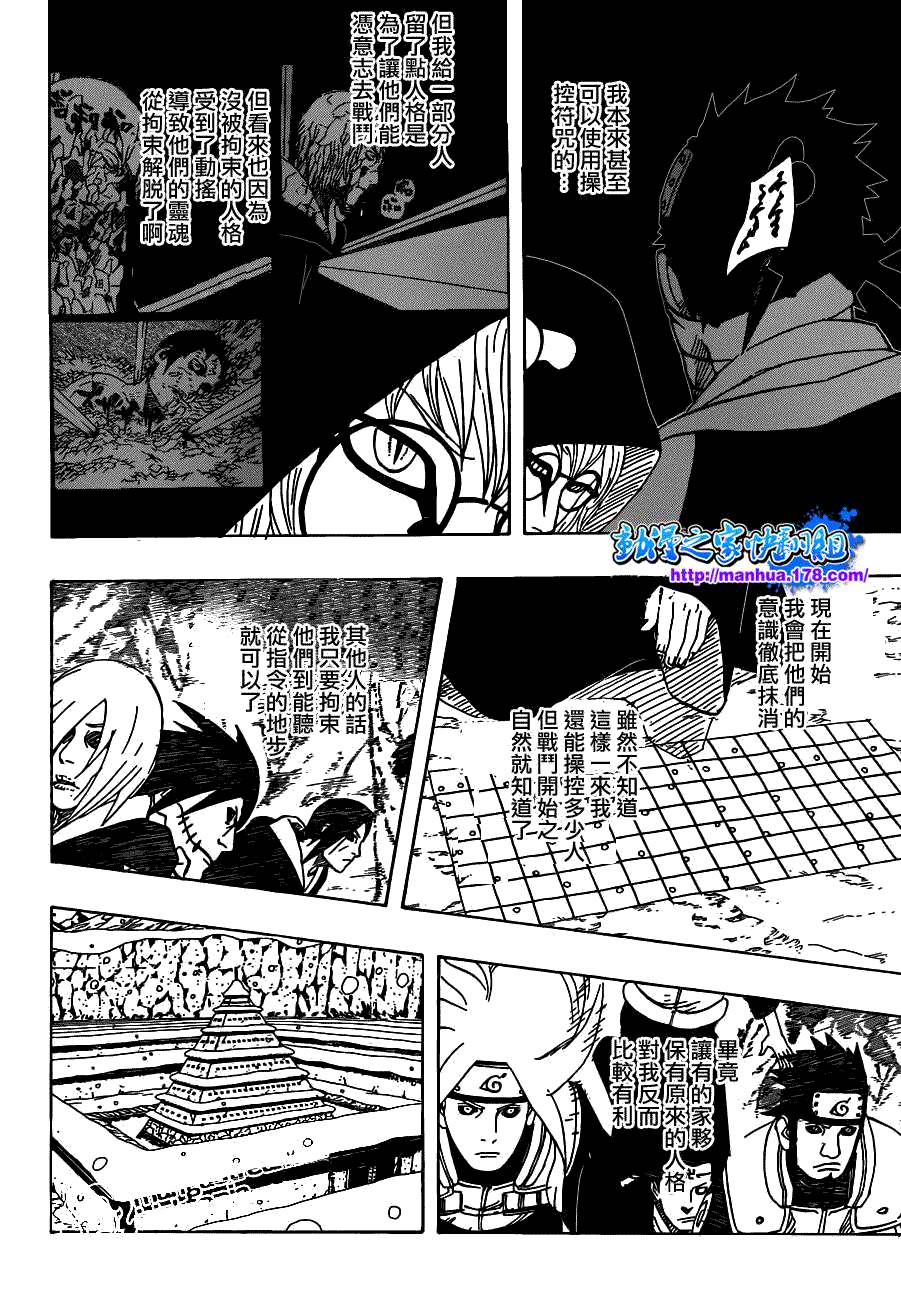 我本來甚至
可以使用操
控符咒的…
但我給一部分人
留了點人格是
為了讓他們能
憑意志去戰鬥
但看來也因為
沒被拘束的人格
受到了動搖
導致他們的靈魂
從拘束解脫了啊
動漫之家快翻組
http://manhua.178.com/
現在開始
我會把他們的
意識徹底抹消
雖然不知道
這樣一來我
還能操控多少人
但戰鬥開始之
自然就知道了
其他人的話
我只要拘束
他們到能聽
從指令的地步
就可以了
畢竟
讓有的家夥
保有原來的人格
對我反而
比較有利